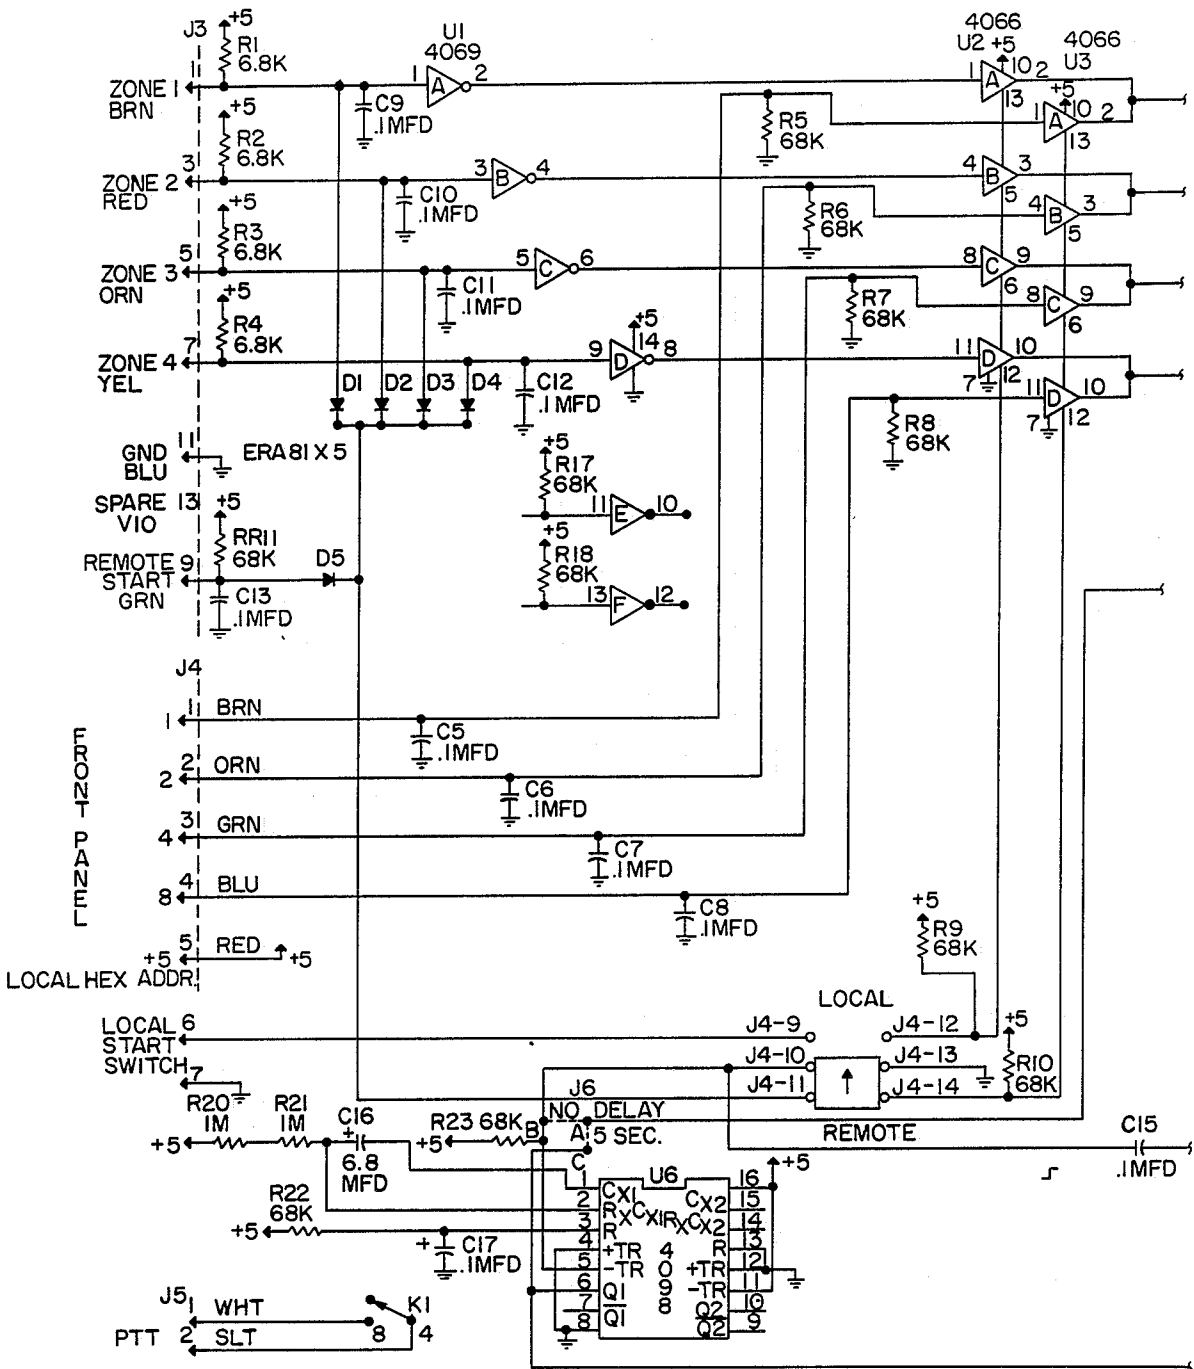 J3
+5
R1
6.8K
U1
4069
4066
U2 +5
4066
U3
1
ZONE 1
BRN
1 A 2
C9
.1MFD
1 A 10 2
13
+5
1 A 10 2
13
R5
68K
+5
R2
6.8K
3
ZONE 2
RED
C10
.1MFD
3 B 4
4 B 3
5
4 B 3
5
R6
68K
+5
R3
6.8K
5
ZONE 3
ORN
C11
.1MFD
5 C 6
8 C 9
6
8 C 9
6
R7
68K
+5
R4
6.8K
7
ZONE 4
YEL
D1 D2 D3 D4
C12
.1MFD
+5
14
9 D 8
11 D 10
7 12
11 D 10
7 12
R8
68K
11
GND
BLU
ERA81 X 5
SPARE 13
VIO
+5
R17
68K
11 E 10
+5
R18
68K
13 F 12
+5
RR11
68K
REMOTE 9
START
GRN
D5
C13
.1MFD
J4
FRONT PANEL
1 1 BRN
C5
.1MFD
2 2 ORN
C6
.1MFD
4 3 GRN
C7
.1MFD
8 4 BLU
C8
.1MFD
+5 5 RED +5
LOCAL HEX ADDR.
+5
R9
68K
LOCAL
LOCAL 6
START
SWITCH
7
J4-9 J4-12
J4-10 J4-13
J4-11 J4-14
+5
R10
68K
J6
NO DELAY
B
A 5 SEC.
C
REMOTE
R20
1M
R21
1M
+5
C16
+
6.8
MFD
+5 R23 68K
C15
.1MFD
R22
68K
+5
+ C17
.1MFD
U6
4098
+5
1 CX1
2 RXCX1
3 R
4 +TR
5 -TR
6 Q1
7 Q1
8
16
15 CX2
14 RXCX2
13 R
12 +TR
11 -TR
10 Q2
9 Q2
J5
1 WHT
PTT 2 SLT
K1
8 4